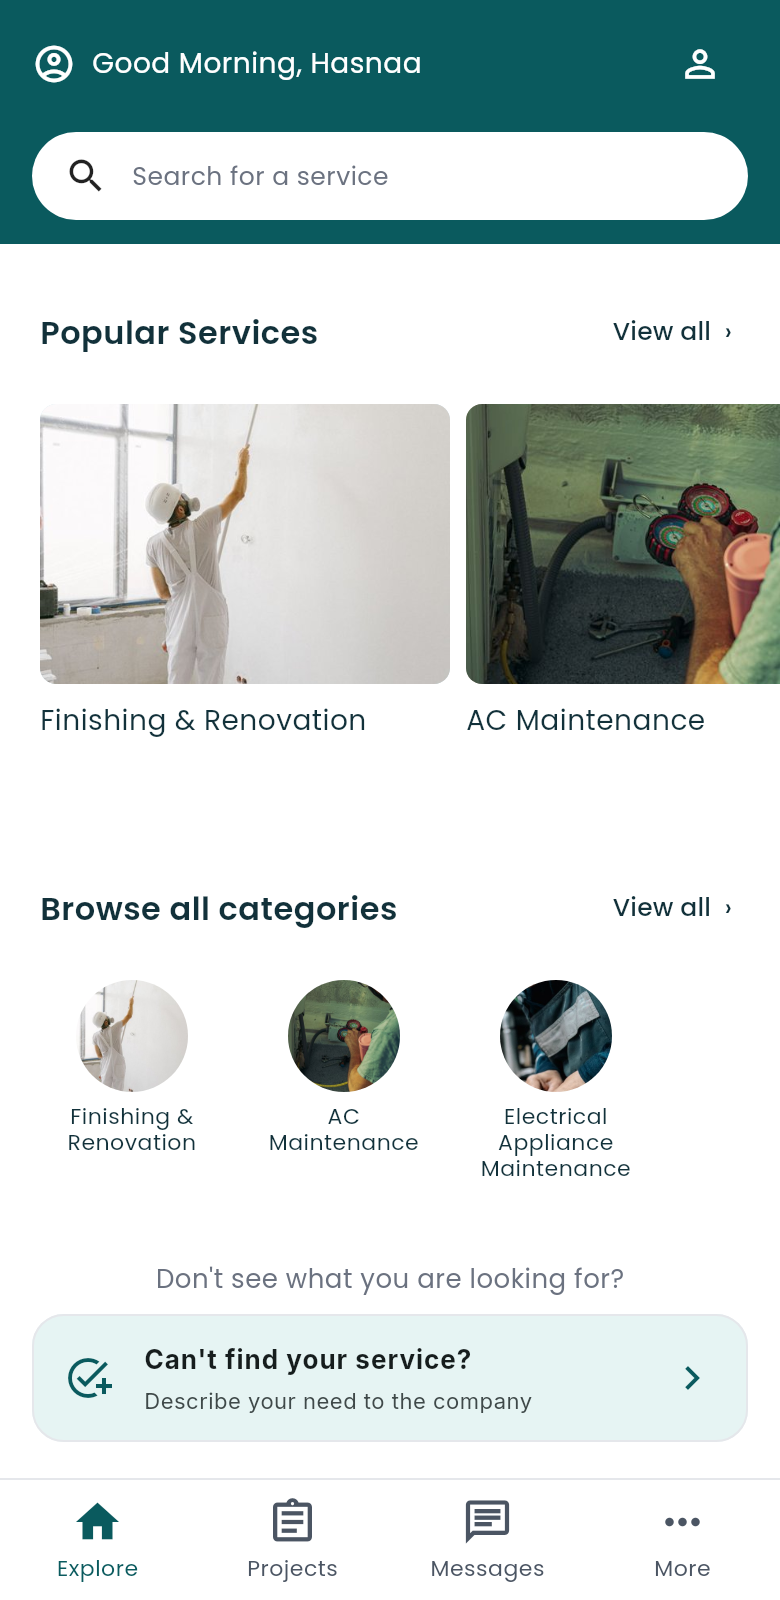 Good Morning, Hasnaa
Search for a service
Popular Services
View all ›
Finishing & Renovation
AC Maintenance
Browse all categories
View all ›
Finishing &
Renovation
AC
Maintenance
Electrical
Appliance
Maintenance
Don't see what you are looking for?
Can't find your service?
Describe your need to the company
Explore
Projects
Messages
More